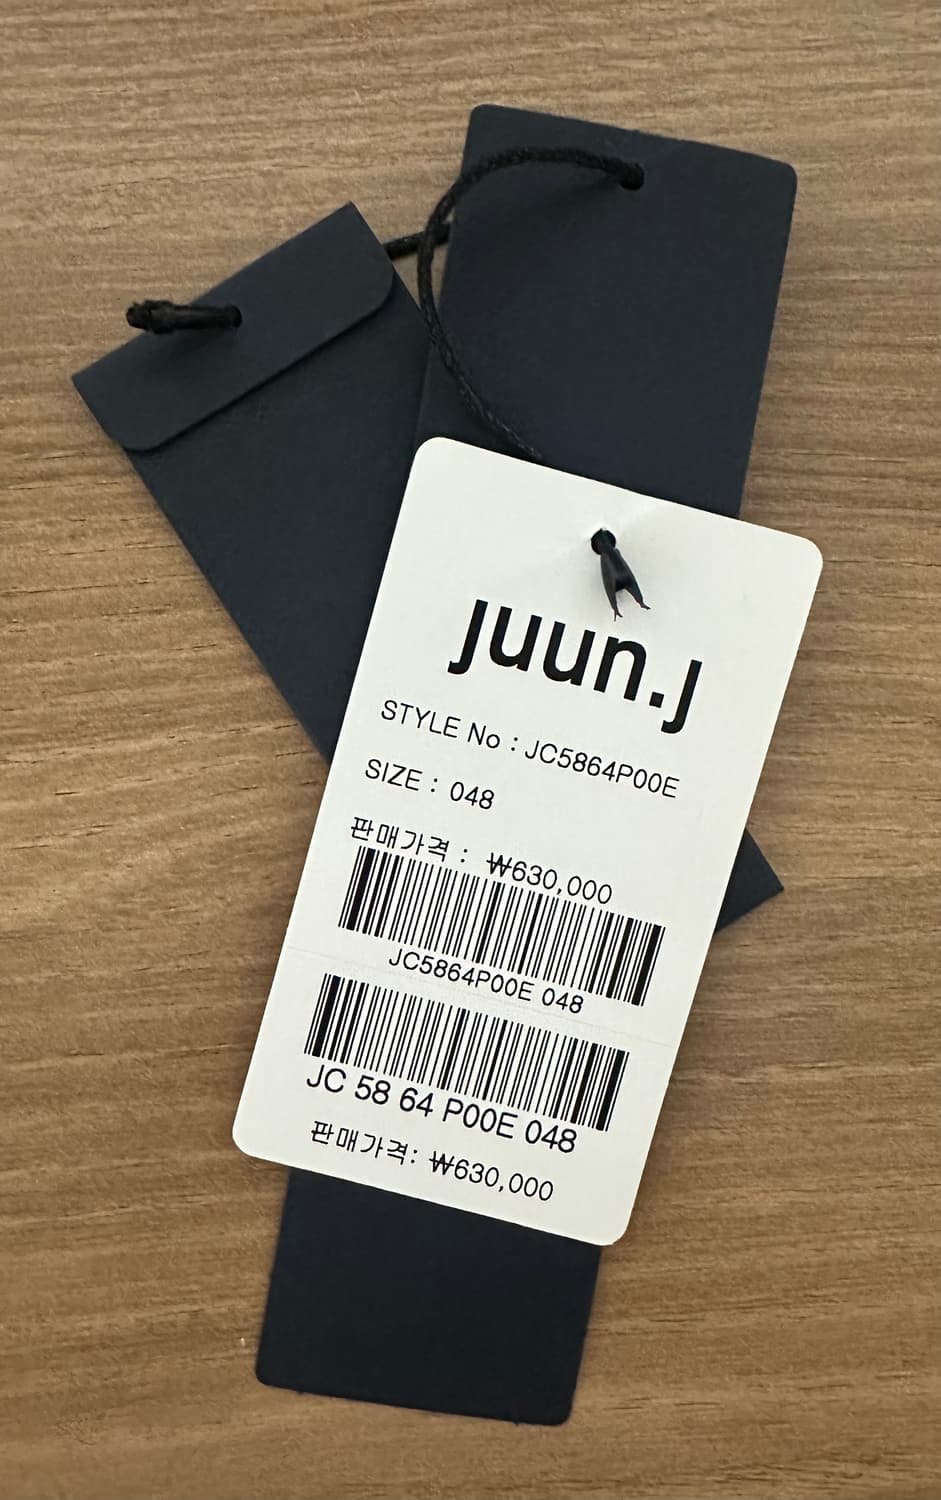 juun.j
STYLE No : JC5864P00E
SIZE : 048
판매가격 : ₩630,000
JC5864P00E 048
JC 58 64 P00E 048
판매가격: ₩630,000